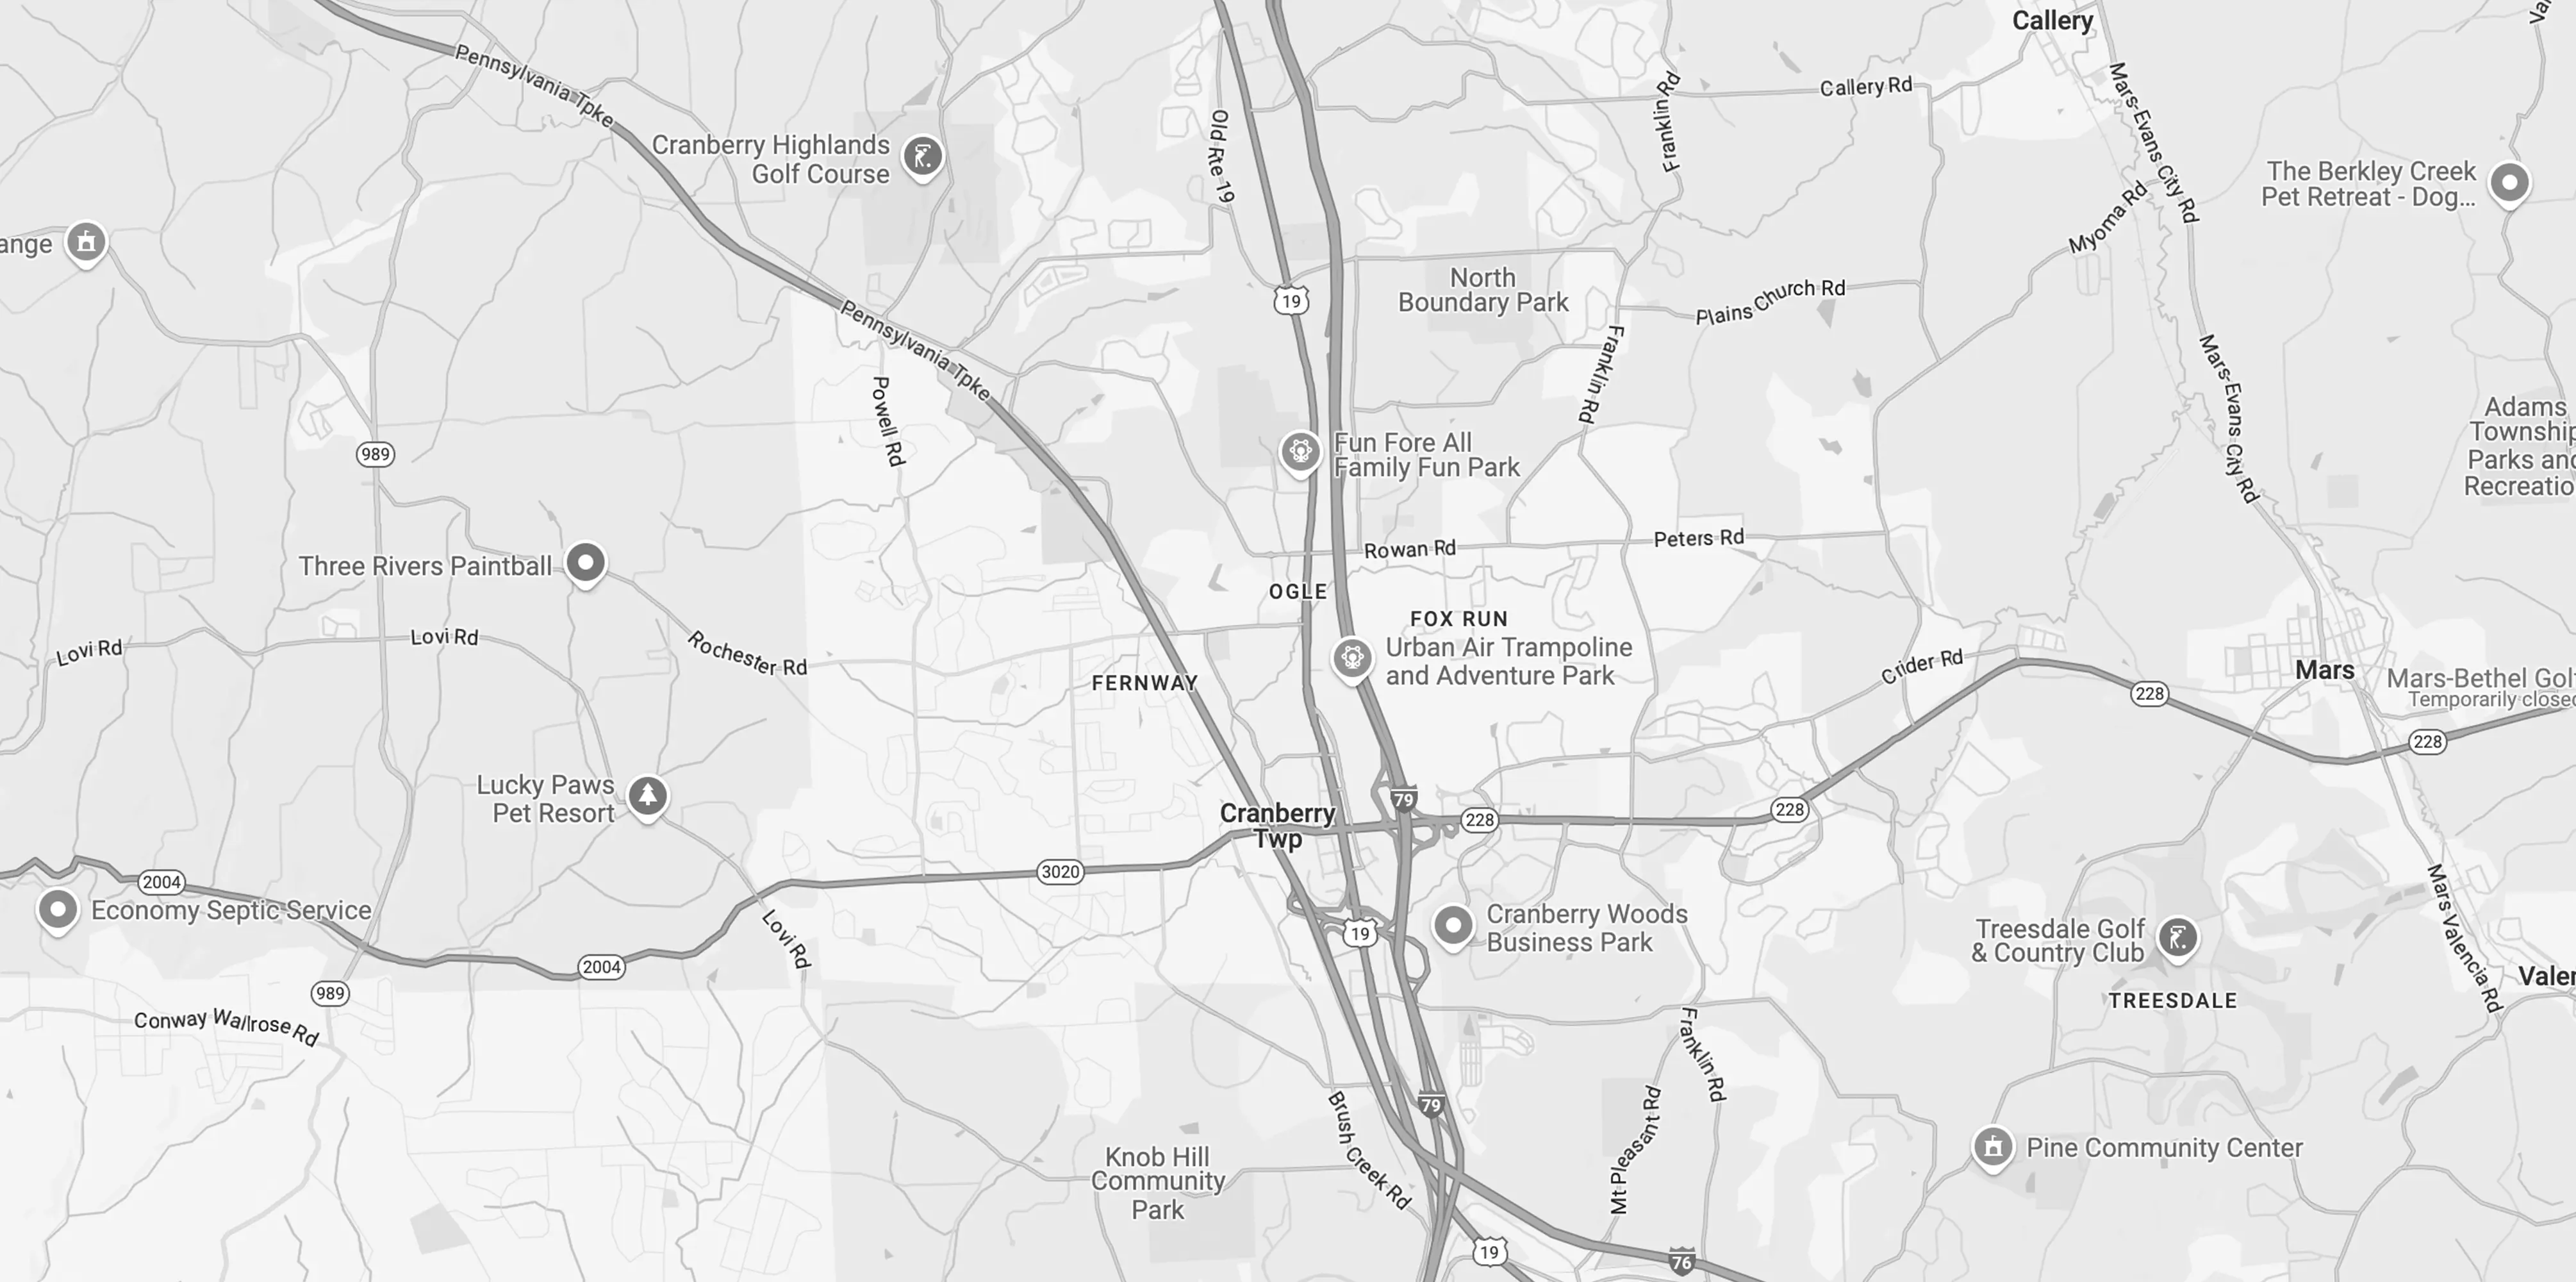 Callery
Pennsylvania Tpke
Callery Rd
Mars-Evans City Rd
Franklin Rd
Old Rte 19
Cranberry Highlands
Golf Course
The Berkley Creek
Pet Retreat - Dog...
Myoma Rd
ange
North
Boundary Park
19
Plains Church Rd
Pennsylvania Tpke
Franklin Rd
Mars-Evans City Rd
Powell Rd
Adams
Township
Parks and
Recreatio
989
Fun Fore All
Family Fun Park
Three Rivers Paintball
Rowan Rd
Peters Rd
OGLE
FOX RUN
Lovi Rd
Lovi Rd
Rochester Rd
Urban Air Trampoline
and Adventure Park
FERNWAY
Crider Rd
Mars
Mars-Bethel Golf
Temporarily closed
228
228
Lucky Paws
Pet Resort
79
228
228
Cranberry
Twp
3020
2004
Economy Septic Service
Lovi Rd
19
Cranberry Woods
Business Park
Treesdale Golf
& Country Club
Mars Valencia Rd
2004
989
Valen
TREESDALE
Conway Wallrose Rd
Franklin Rd
79
Brush Creek Rd
Mt Pleasant Rd
Knob Hill
Community
Park
Pine Community Center
19
76